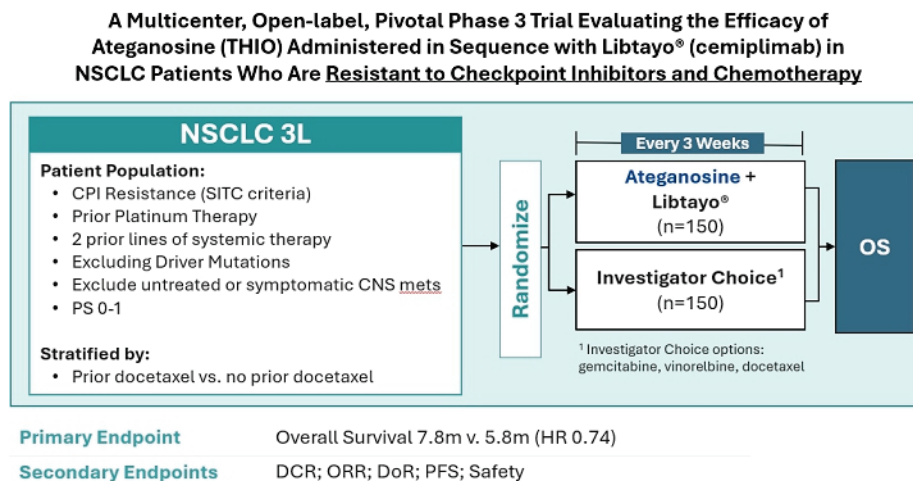 A Multicenter, Open-label, Pivotal Phase 3 Trial Evaluating the Efficacy of
Ateganosine (THIO) Administered in Sequence with Libtayo® (cemiplimab) in
NSCLC Patients Who Are Resistant to Checkpoint Inhibitors and Chemotherapy
NSCLC 3L
Patient Population:
• CPI Resistance (SITC criteria)
• Prior Platinum Therapy
• 2 prior lines of systemic therapy
• Excluding Driver Mutations
• Exclude untreated or symptomatic CNS mets
• PS 0-1
Stratified by:
• Prior docetaxel vs. no prior docetaxel
Randomize
Every 3 Weeks
Ateganosine +
Libtayo®
(n=150)
Investigator Choice¹
(n=150)
¹ Investigator Choice options:
gemcitabine, vinorelbine, docetaxel
OS
Primary Endpoint Overall Survival 7.8m v. 5.8m (HR 0.74)
Secondary Endpoints DCR; ORR; DoR; PFS; Safety